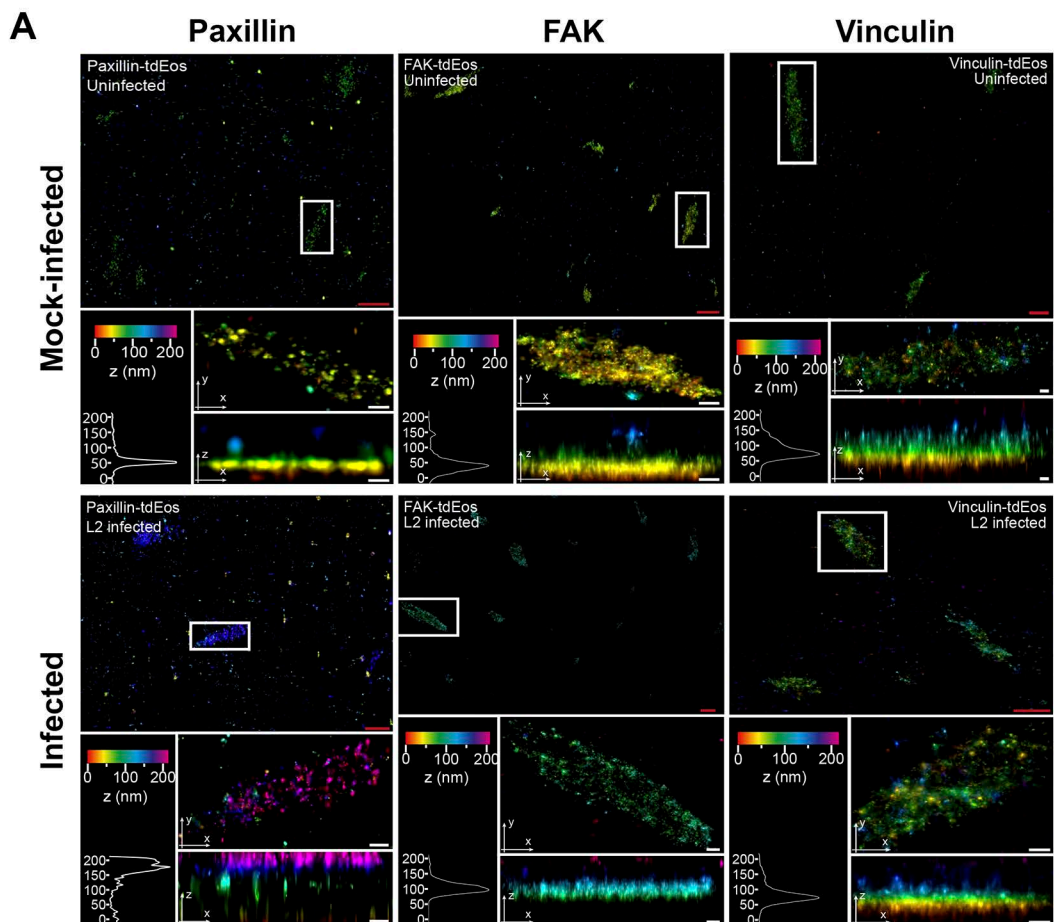 A
Paxillin
FAK
Vinculin
Mock-infected
Paxillin-tdEos
Uninfected
FAK-tdEos
Uninfected
Vinculin-tdEos
Uninfected
0 100 200
z (nm)
200
150
100
50
0
y
x
z
x
0 100 200
z (nm)
200
150
100
50
0
y
x
z
x
0 100 200
z (nm)
200
150
100
50
0
y
x
z
x
Infected
Paxillin-tdEos
L2 infected
FAK-tdEos
L2 infected
Vinculin-tdEos
L2 infected
0 100 200
z (nm)
200
150
100
50
0
y
x
z
x
0 100 200
z (nm)
200
150
100
50
0
y
x
z
x
0 100 200
z (nm)
200
150
100
50
0
y
x
z
x